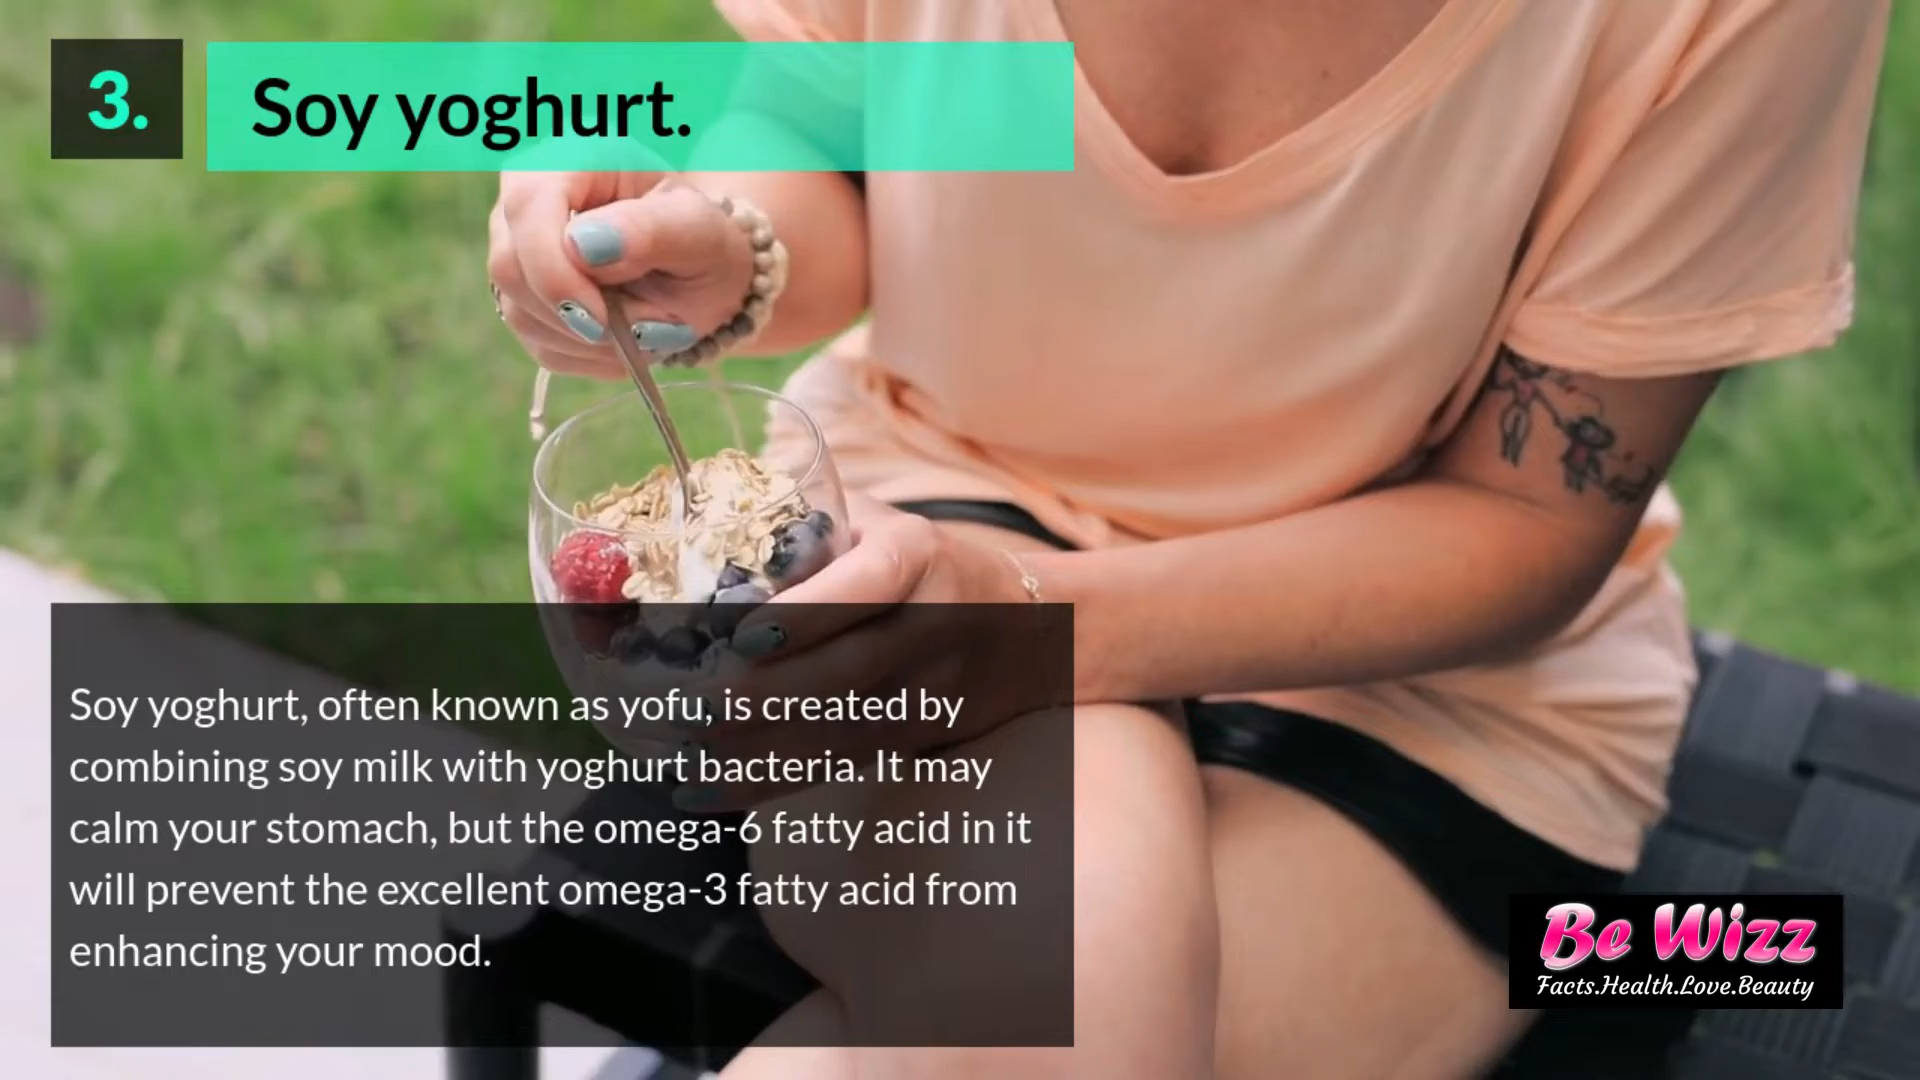 3.
Soy yoghurt.
Soy yoghurt, often known as yofu, is created by
combining soy milk with yoghurt bacteria. It may
calm your stomach, but the omega-6 fatty acid in it
will prevent the excellent omega-3 fatty acid from
enhancing your mood.
Be Wizz
Facts.Health.Love.Beauty